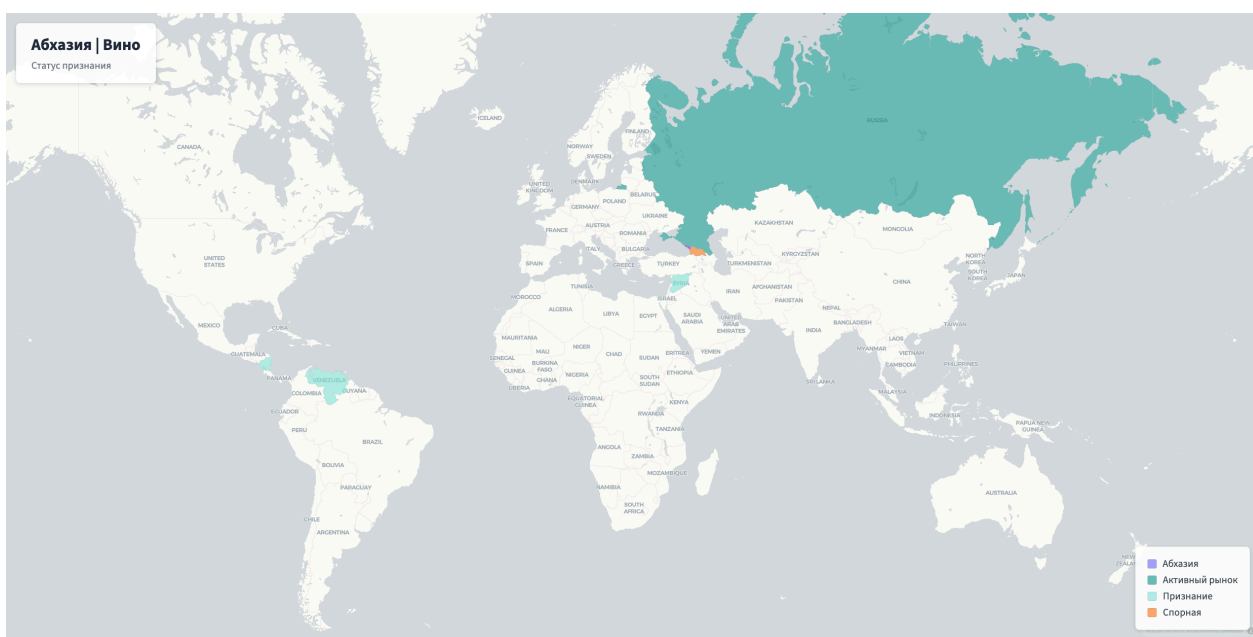 Абхазия | Вино
Статус признания
ICELAND
CANADA
FINLAND
NORWAY
SWEDEN
RUSSIA
DENMARK
UNITED
KINGDOM
BELARUS
POLAND
GERMANY
UKRAINE
AUSTRIA
FRANCE
ROMANIA
KAZAKHSTAN
MONGOLIA
ITALY
BULGARIA
SPAIN
GREECE
TURKEY
TURKMENISTAN
KYRGYZSTAN
NORTH
KOREA
SOUTH
KOREA
JAPAN
UNITED
STATES
CHINA
TUNISIA
SYRIA
IRAN
AFGHANISTAN
MOROCCO
ISRAEL
PAKISTAN
ALGERIA
LIBYA
EGYPT
SAUDI
ARABIA
UNITED
ARAB
EMIRATES
NEPAL
INDIA
BANGLADESH
TAIWAN
MEXICO
CUBA
MAURITANIA
MALI
NIGER
CHAD
SUDAN
ERITREA
YEMEN
MYANMAR
LAOS
VIETNAM
CAMBODIA
PHILIPPINES
GUATEMALA
SENEGAL
GUINEA
BURKINA
FASO
GHANA
NIGERIA
SOUTH
SUDAN
ETHIOPIA
SRI LANKA
PANAMA
VENEZUELA
COLOMBIA
GUYANA
LIBERIA
EQUATORIAL
GUINEA
KENYA
MALAYSIA
ECUADOR
RWANDA
INDONESIA
PERU
BRAZIL
TANZANIA
PAPUA NEW
GUINEA
ANGOLA
ZAMBIA
BOLIVIA
MOZAMBIQUE
PARAGUAY
NAMIBIA
AUSTRALIA
SOUTH
AFRICA
CHILE
ARGENTINA
Абхазия
Активный рынок
Признание
Спорная